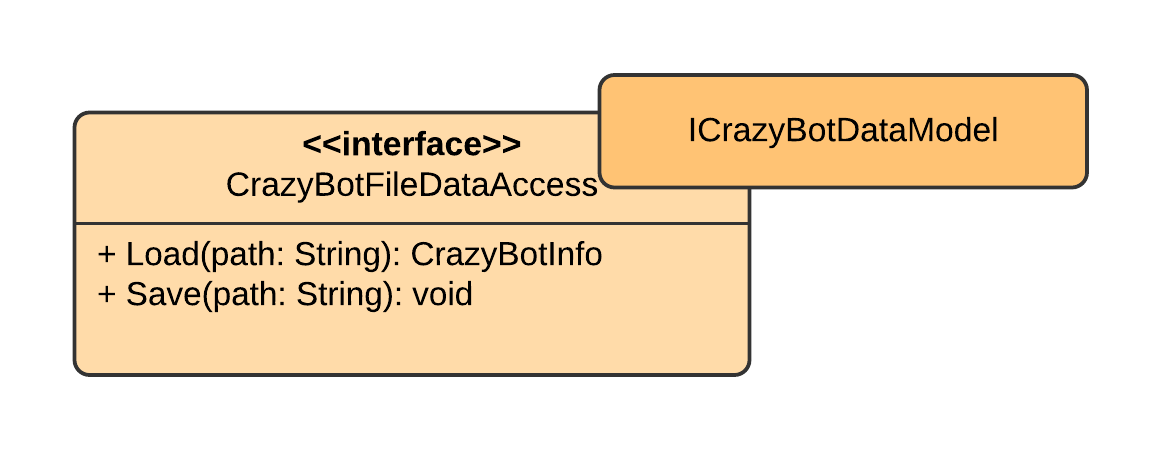 ICrazyBotDataModel
<<interface>>
CrazyBotFileDataAccess
+ Load(path: String): CrazyBotInfo
+ Save(path: String): void